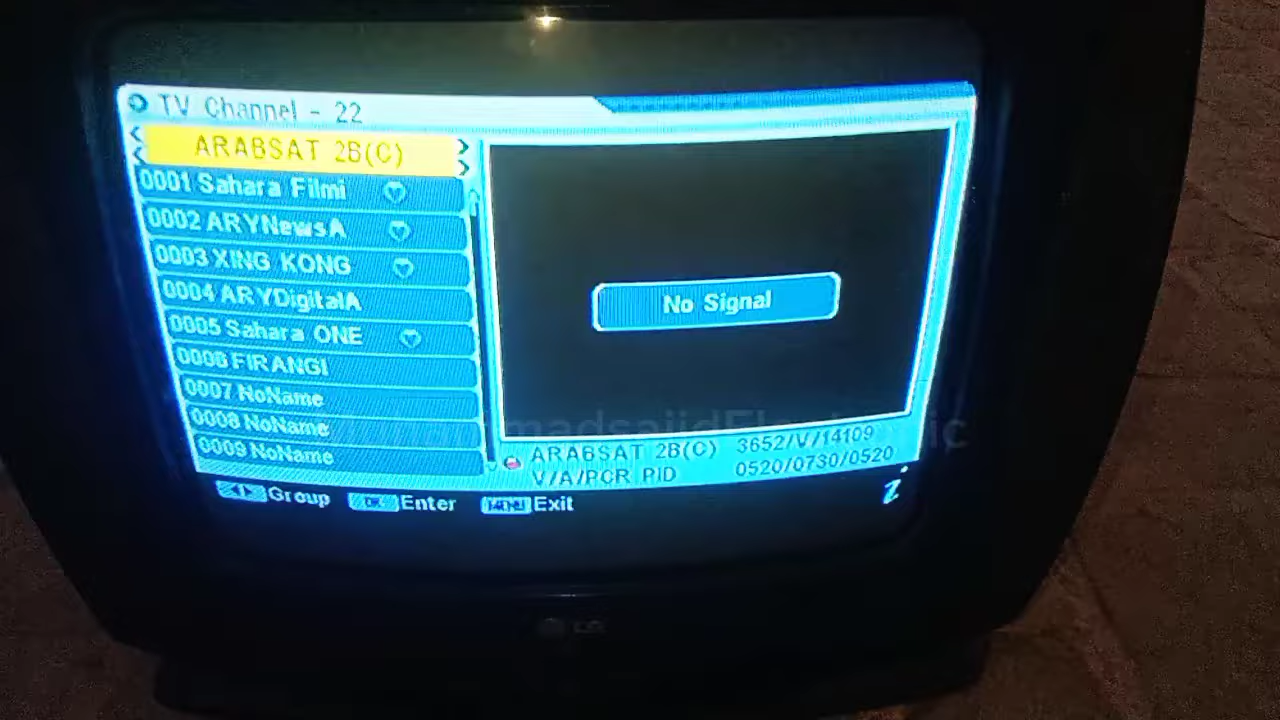 TV Channel - 22
ARABSAT 2B(C)
0001 Sahara Filmi
0002 ARYNewsA
0003 XING KONG
0004 ARYDigitalA
0005 Sahara ONE
0006 FIRANGI
0007 NoName
0008 NoName
0009 NoName
No Signal
ARABSAT 2B(C) 3652/V/14109
V/A/PCR PID 0520/0730/0520
Group OK Enter MENU Exit
i
LG